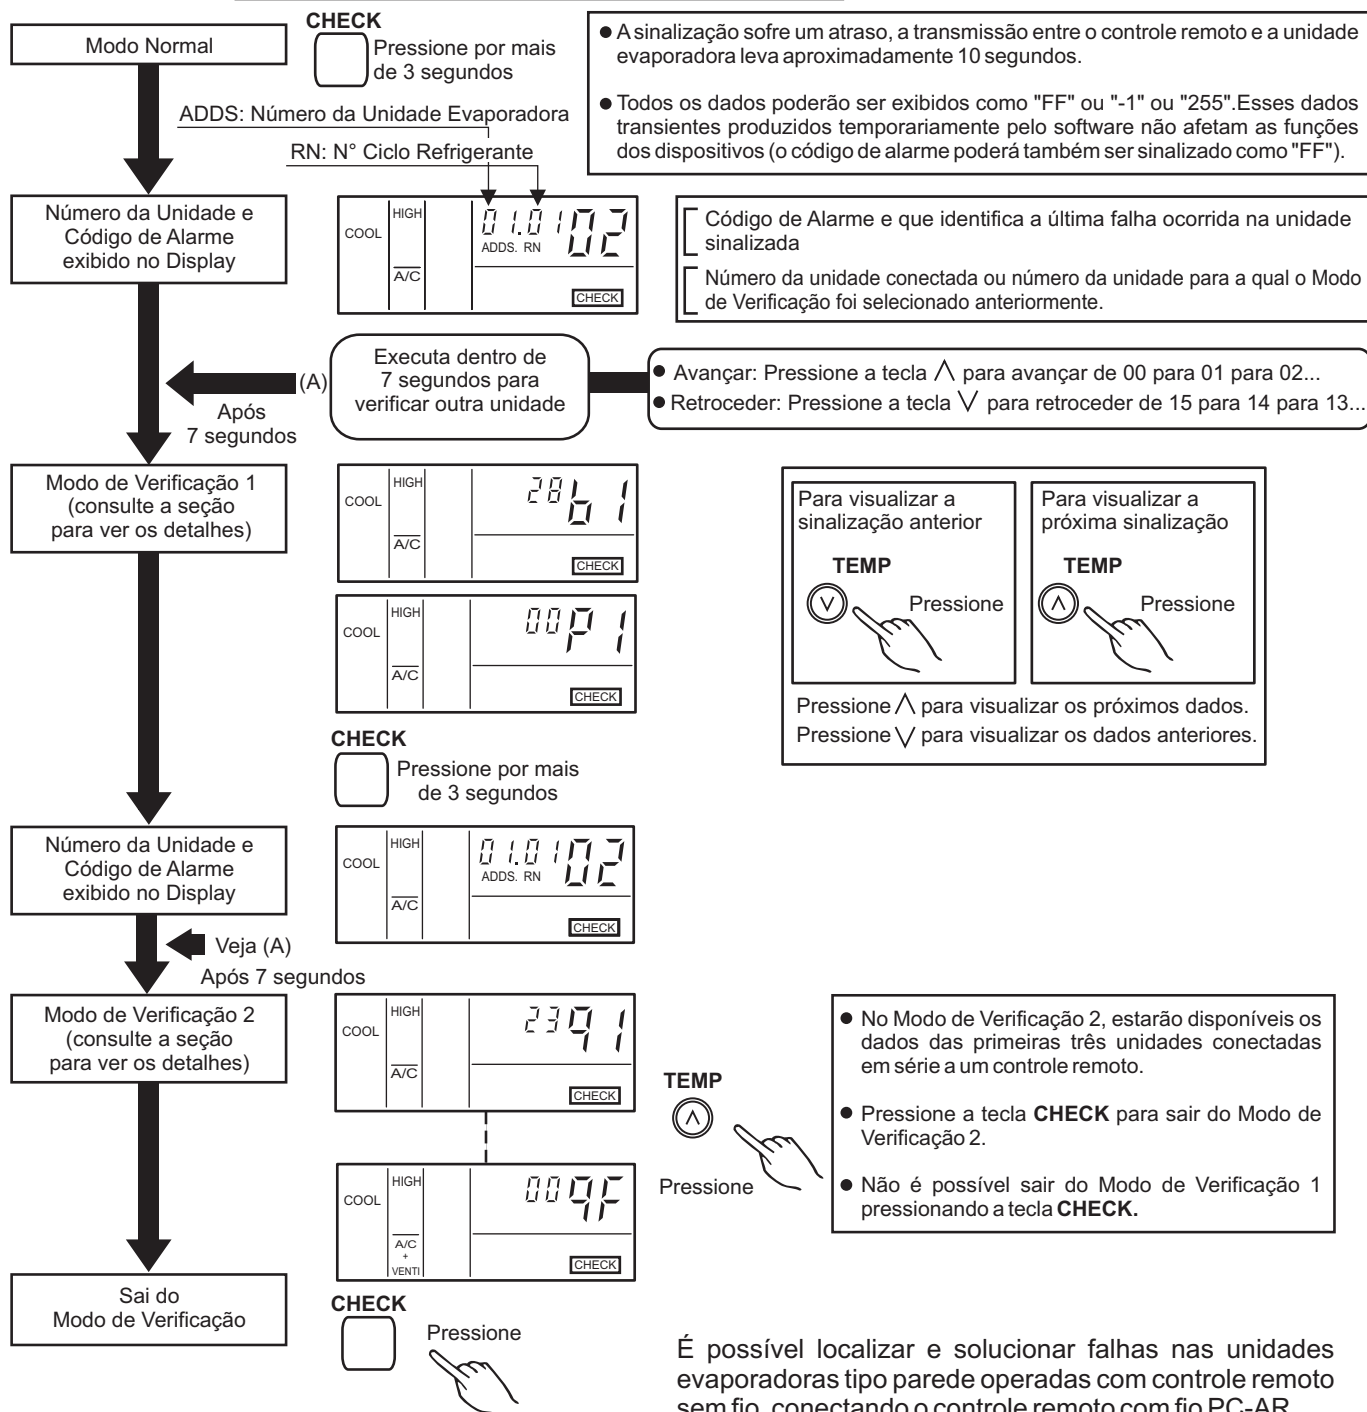 CHECK
Modo Normal
Pressione por mais
de 3 segundos
● A sinalização sofre um atraso, a transmissão entre o controle remoto e a unidade
evaporadora leva aproximadamente 10 segundos.
● Todos os dados poderão ser exibidos como "FF" ou "-1" ou "255".Esses dados
transientes produzidos temporariamente pelo software não afetam as funções
dos dispositivos (o código de alarme poderá também ser sinalizado como "FF").
ADDS: Número da Unidade Evaporadora
RN: N° Ciclo Refrigerante
Número da Unidade e
Código de Alarme
exibido no Display
COOL HIGH 01.01 02
ADDS. RN
A/C
CHECK
Código de Alarme e que identifica a última falha ocorrida na unidade
sinalizada
Número da unidade conectada ou número da unidade para a qual o Modo
de Verificação foi selecionado anteriormente.
(A)
Executa dentro de
7 segundos para
verificar outra unidade
● Avançar: Pressione a tecla ∧ para avançar de 00 para 01 para 02...
● Retroceder: Pressione a tecla ∨ para retroceder de 15 para 14 para 13...
Após
7 segundos
Modo de Verificação 1
(consulte a seção
para ver os detalhes)
COOL HIGH 28 b1
A/C
CHECK
COOL HIGH 00 P1
A/C
CHECK
Para visualizar a
sinalização anterior
TEMP
∨ Pressione
Para visualizar a
próxima sinalização
TEMP
∧ Pressione
Pressione ∧ para visualizar os próximos dados.
Pressione ∨ para visualizar os dados anteriores.
CHECK
Pressione por mais
de 3 segundos
Número da Unidade e
Código de Alarme
exibido no Display
COOL HIGH 01.01 02
ADDS. RN
A/C
CHECK
Veja (A)
Após 7 segundos
Modo de Verificação 2
(consulte a seção
para ver os detalhes)
COOL HIGH 23 q1
A/C
CHECK
TEMP
∧
Pressione
COOL HIGH 00 qF
A/C
+
VENTI
CHECK
● No Modo de Verificação 2, estarão disponíveis os
dados das primeiras três unidades conectadas
em série a um controle remoto.
● Pressione a tecla CHECK para sair do Modo de
Verificação 2.
● Não é possível sair do Modo de Verificação 1
pressionando a tecla CHECK.
Sai do
Modo de Verificação
CHECK
Pressione
É possível localizar e solucionar falhas nas unidades
evaporadoras tipo parede operadas com controle remoto
sem fio, conectando o controle remoto com fio PC-AR